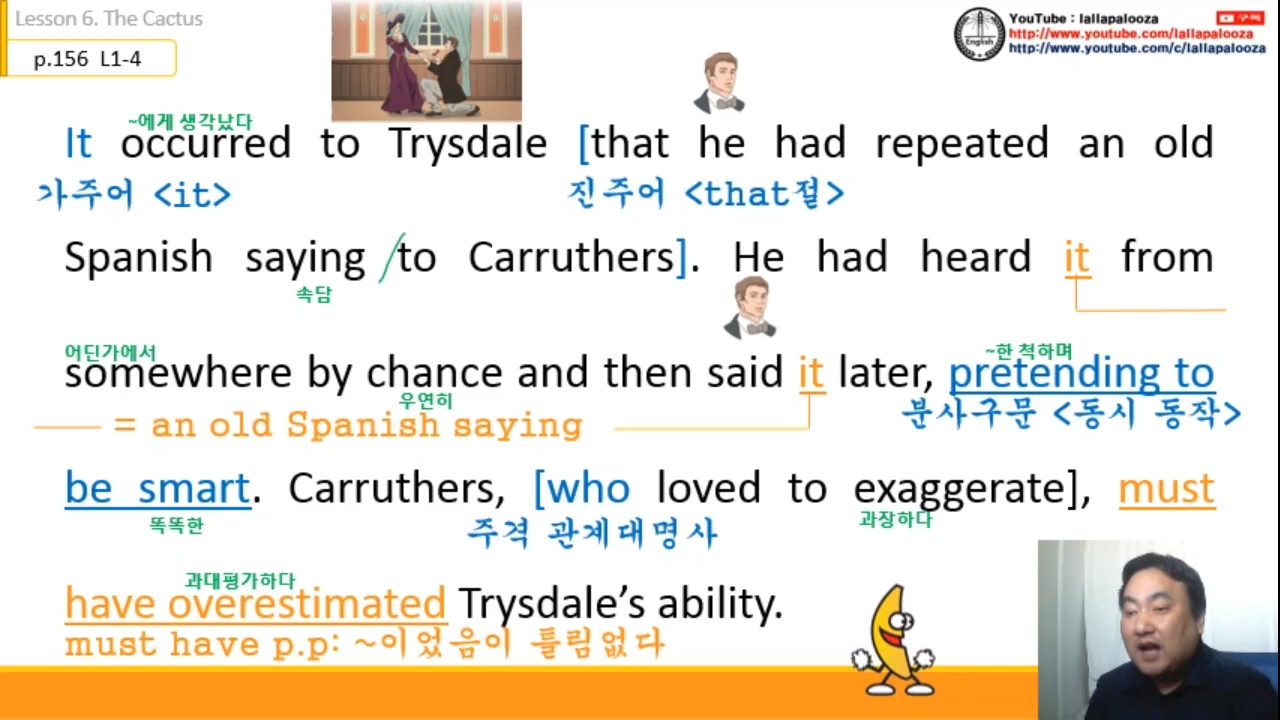 Lesson 6. The Cactus
p.156 L1-4
YouTube : lallapalooza
구독
http://www.youtube.com/lallapalooza
http://www.youtube.com/c/lallapalooza
English
~에게 생각났다
It occurred to Trysdale [that he had repeated an old
가주어 <it> 진주어 <that절>
Spanish saying / to Carruthers]. He had heard it from
속담
어딘가에서 ~한 척하며
somewhere by chance and then said it later, pretending to
우연히
= an old Spanish saying 분사구문 <동시 동작>
be smart. Carruthers, [who loved to exaggerate], must
똑똑한 주격 관계대명사 과장하다
과대평가하다
have overestimated Trysdale's ability.
must have p.p: ~이었음이 틀림없다